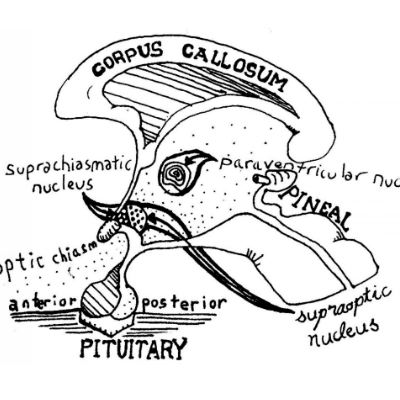 CORPUS CALLOSUM
suprachiasmatic
nucleus
paraventricular nuc
PINEAL
optic chiasm
anterior
posterior
supraoptic
nucleus
PITUITARY